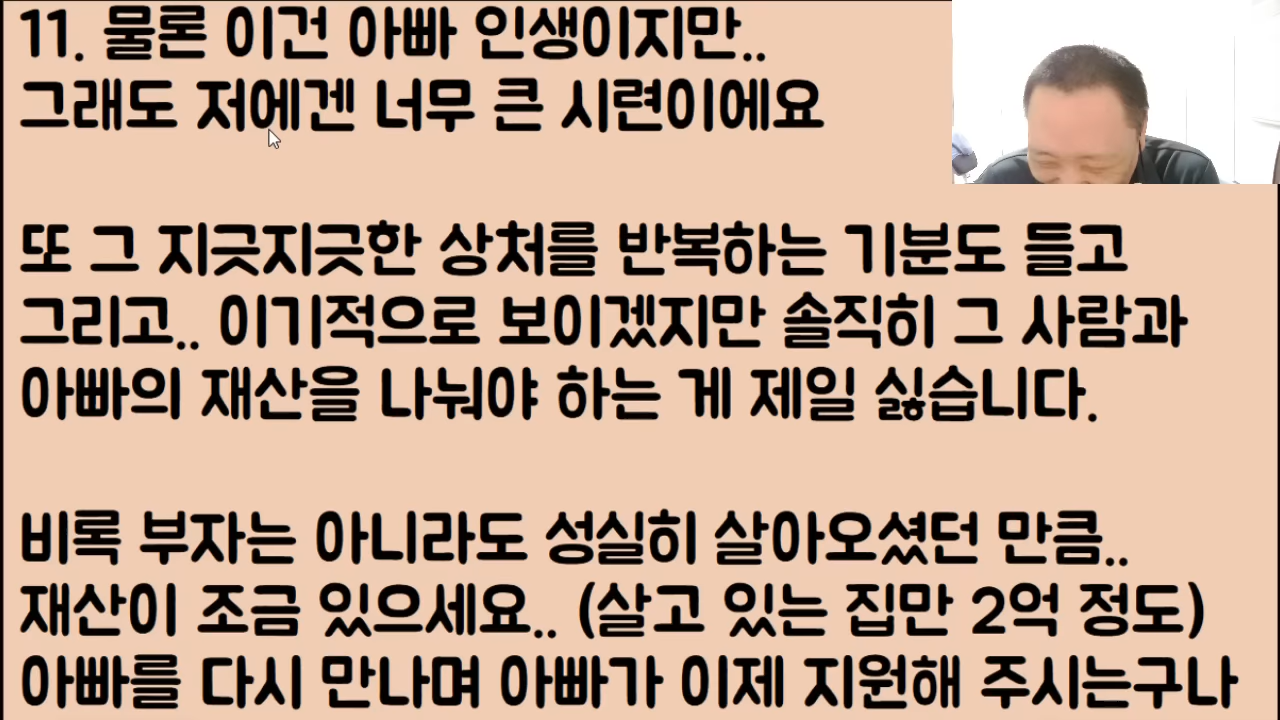 11. 물론 이건 아빠 인생이지만..
그래도 저에겐 너무 큰 시련이에요
또 그 지긋지긋한 상처를 반복하는 기분도 들고
그리고.. 이기적으로 보이겠지만 솔직히 그 사람과
아빠의 재산을 나눠야 하는 게 제일 싫습니다.
비록 부자는 아니라도 성실히 살아오셨던 만큼..
재산이 조금 있으세요.. (살고 있는 집만 2억 정도)
아빠를 다시 만나며 아빠가 이제 지원해 주시는구나